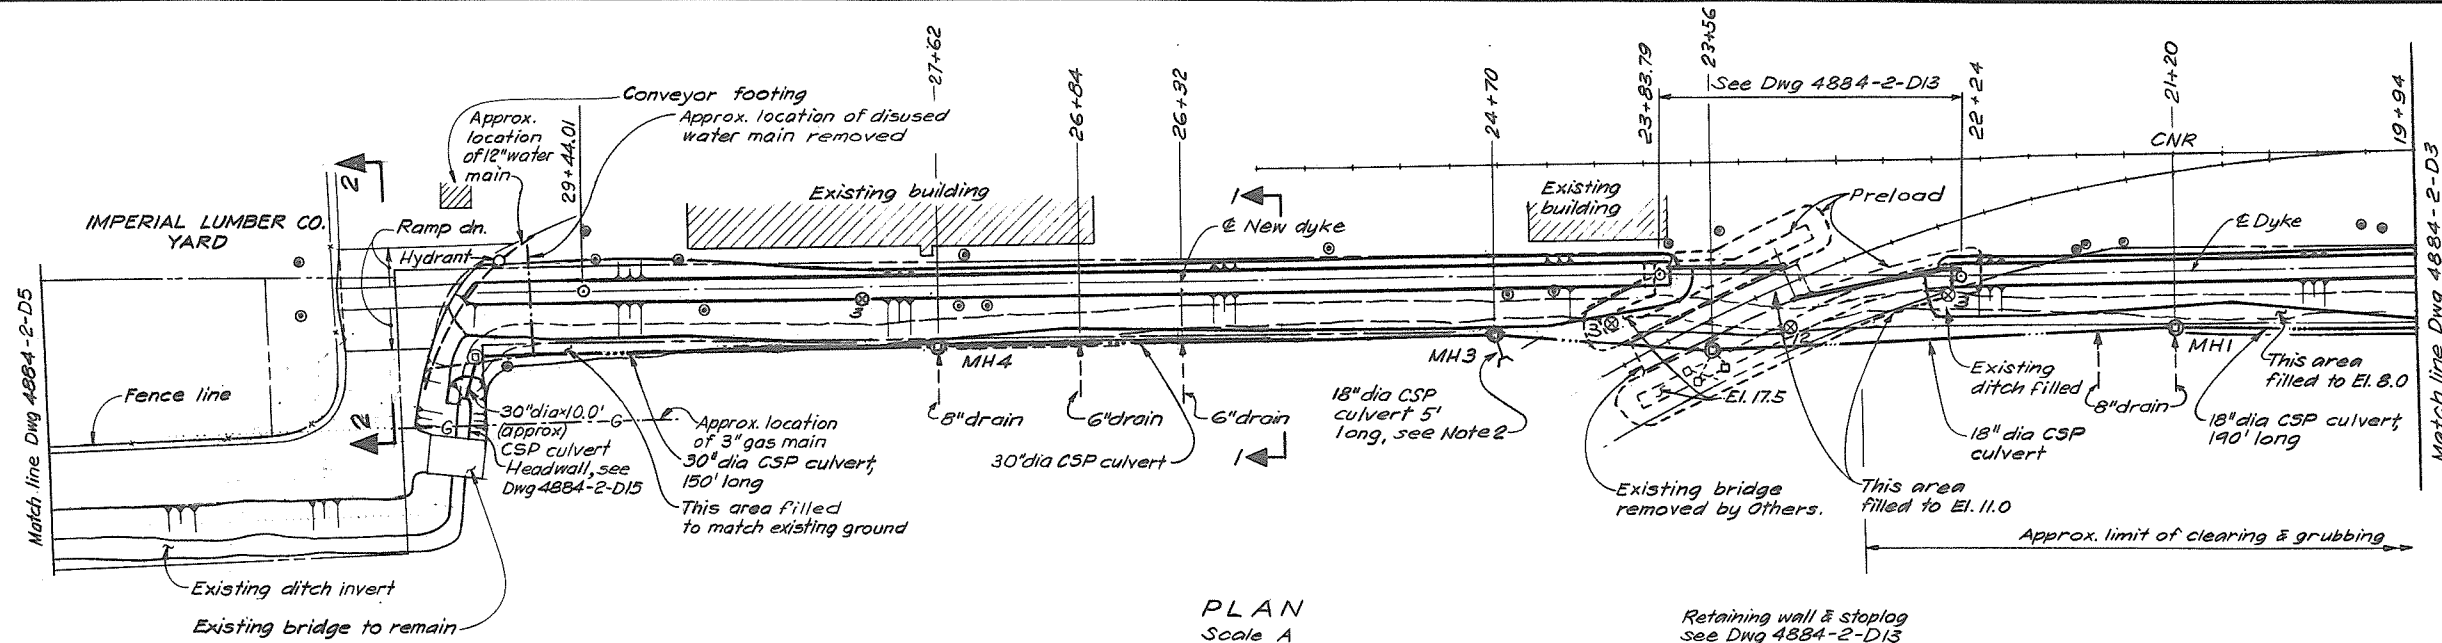 Conveyor footing
Approx. location of disused
water main removed
Approx.
location
of 12" water
main
29+44.01
27+62
26+84
26+32
24+70
23+83.79
23+56
See Dwg 4884-2-D13
22+24
21+20
19+94
CNR
Match line Dwg 4884-2-D3
2
IMPERIAL LUMBER CO.
YARD
Ramp dn.
Hydrant
Existing building
1
₵ New dyke
Existing
building
Preload
₵ Dyke
Match line Dwg 4884-2-D5
Fence line
2
G
30"dia×10.0'
(approx)
CSP culvert
Headwall, see
Dwg 4884-2-D15
G
Approx. location
of 3" gas main
30"dia CSP culvert,
150' long
This area filled
to match existing ground
MH4
8"drain
6"drain
6"drain
30"dia CSP culvert
1
MH3
18"dia CSP
culvert 5'
long, see Note 2
El. 17.5
Existing bridge
removed by Others.
This area
filled to El. 11.0
Existing
ditch filled
18"dia CSP
culvert
8"drain
MH1
This area
filled to El. 8.0
18"dia CSP culvert,
190' long
Approx. limit of clearing & grubbing
Existing ditch invert
Existing bridge to remain
PLAN
Scale A
Retaining wall & stoplog
see Dwg 4884-2-D13